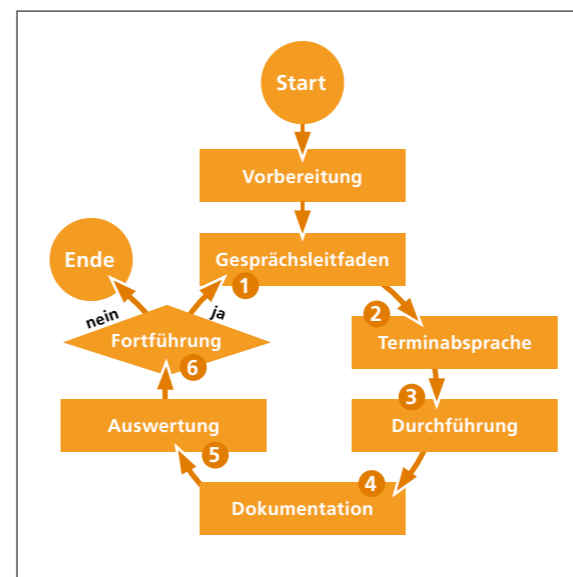 Start
Vorbereitung
Gesprächsleitfaden
1
2
Terminabsprache
3
Durchführung
4
Dokumentation
5
Auswertung
6
Fortführung
ja
nein
Ende